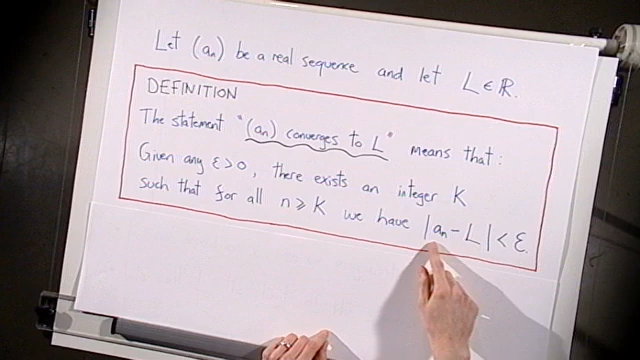 Let (aₙ) be a real sequence and let L ∈ ℝ.
DEFINITION
The statement "(aₙ) converges to L" means that:
Given any ε>0, there exists an integer K
such that for all n ⩾ K we have |aₙ - L| < ε.